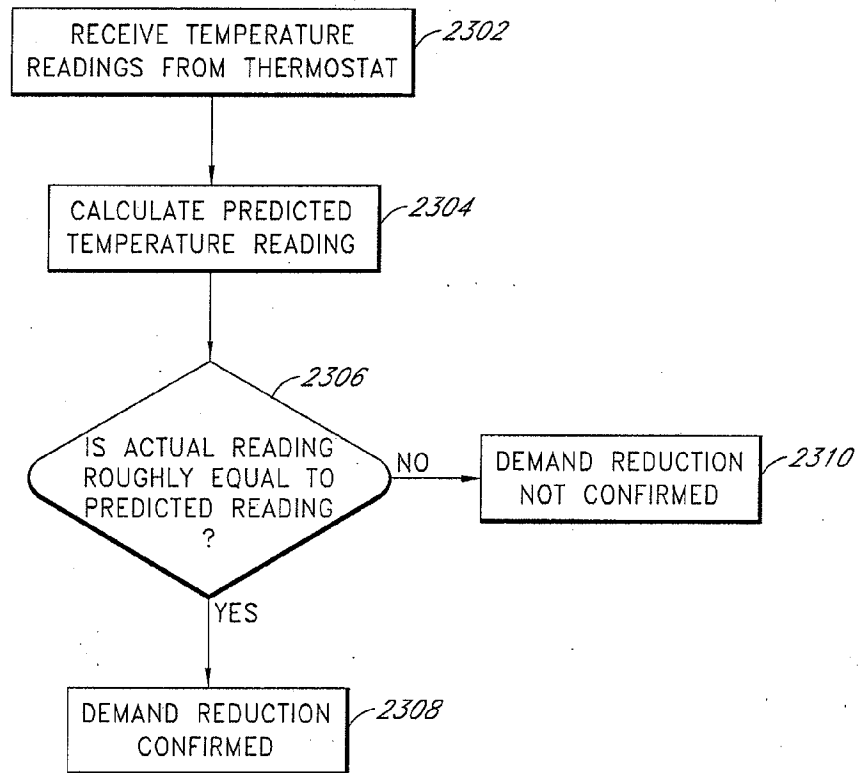 RECEIVE TEMPERATURE
READINGS FROM THERMOSTAT
2302
CALCULATE PREDICTED
TEMPERATURE READING
2304
2306
IS ACTUAL READING
ROUGHLY EQUAL TO
PREDICTED READING
?
NO
DEMAND REDUCTION
NOT CONFIRMED
2310
YES
DEMAND REDUCTION
CONFIRMED
2308